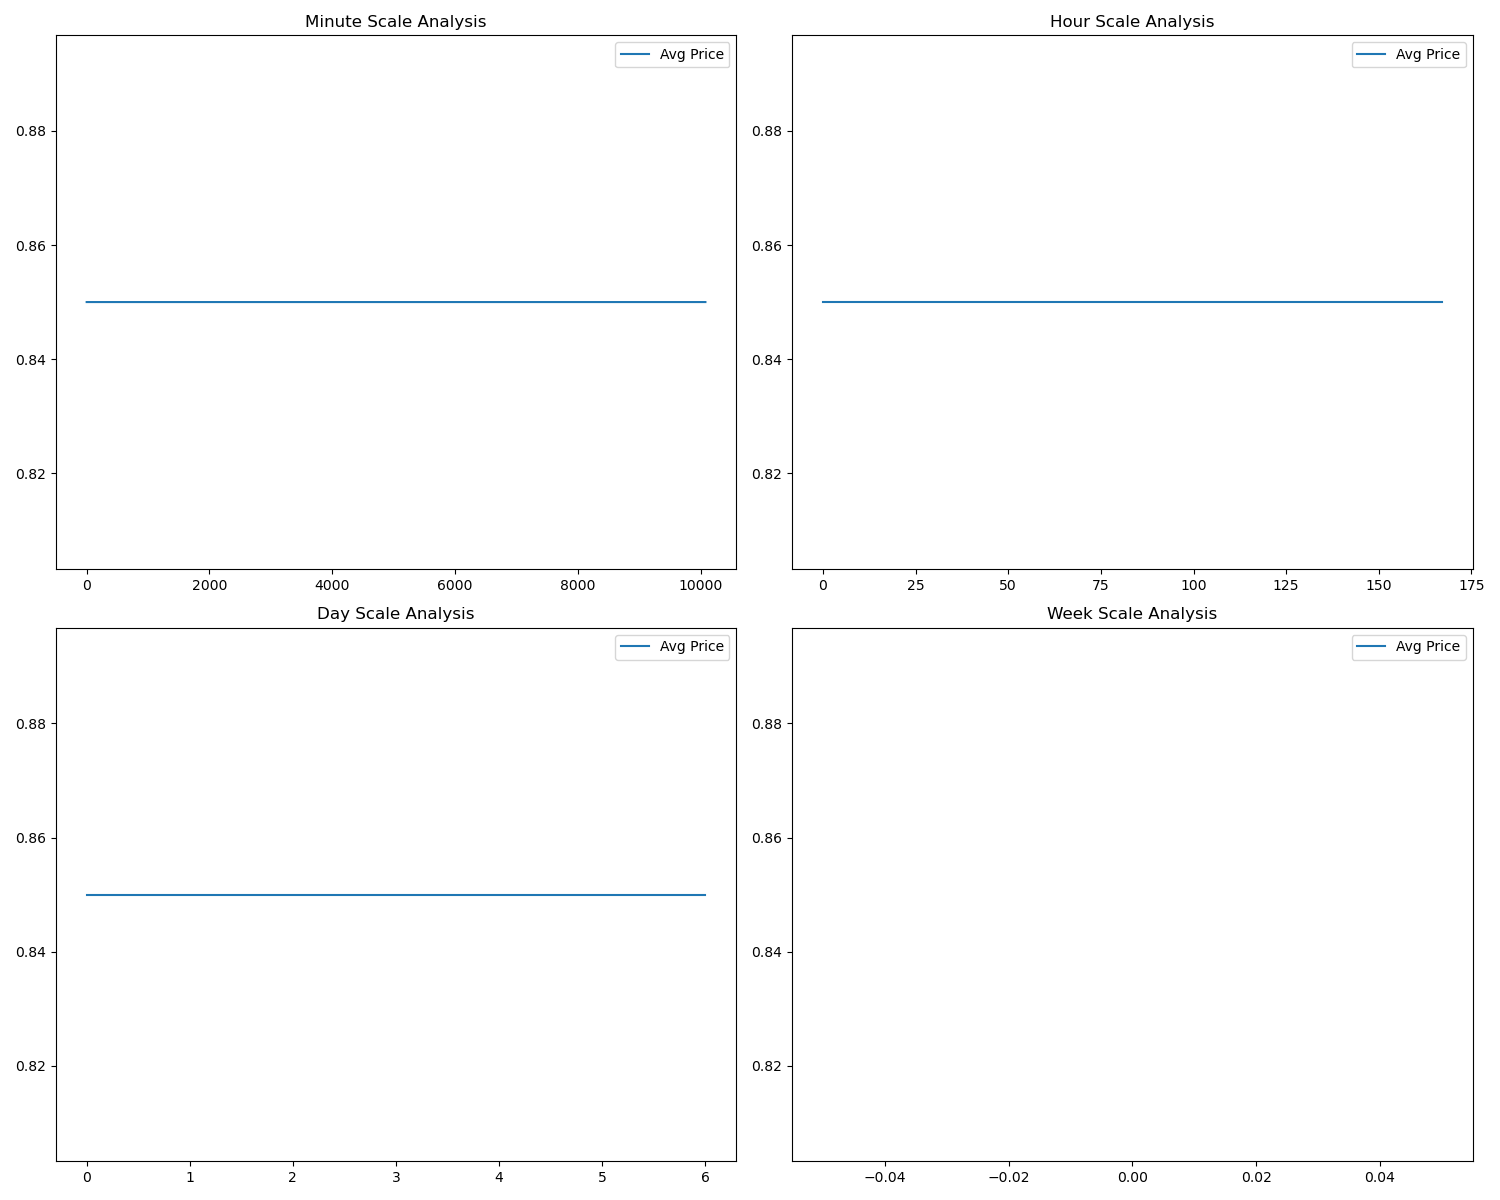 Minute Scale Analysis
Avg Price
0.88
0.86
0.84
0.82
0 2000 4000 6000 8000 10000
Hour Scale Analysis
Avg Price
0.88
0.86
0.84
0.82
0 25 50 75 100 125 150 175
Day Scale Analysis
Avg Price
0.88
0.86
0.84
0.82
0 1 2 3 4 5 6
Week Scale Analysis
Avg Price
0.88
0.86
0.84
0.82
−0.04 −0.02 0.00 0.02 0.04